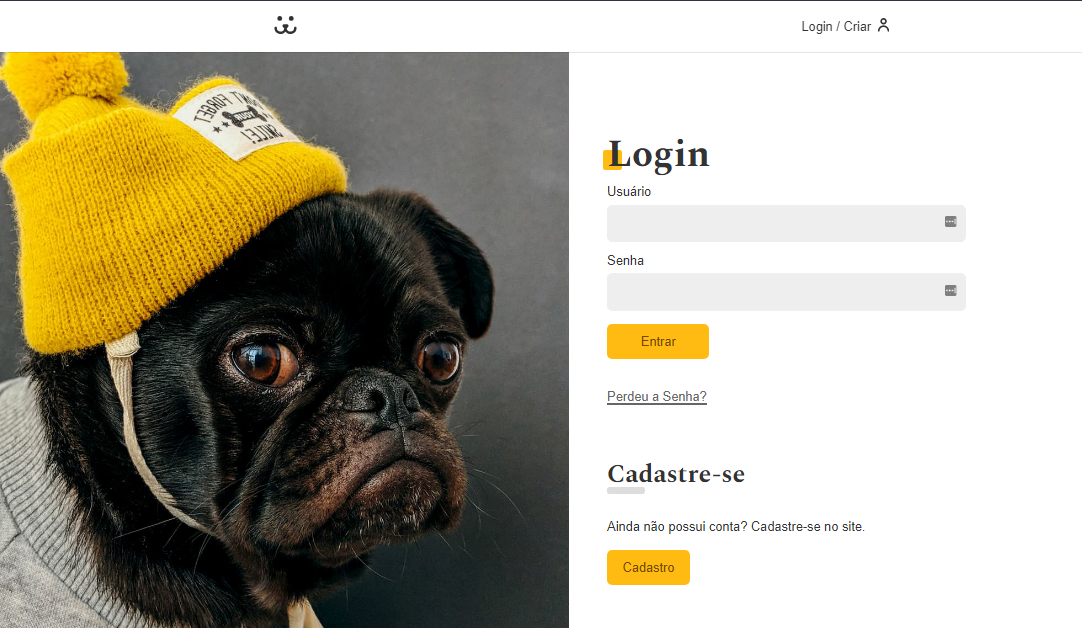 Login / Criar
DON'T FORGET
SMILE!
Login
Usuário
Senha
Entrar
Perdeu a Senha?
Cadastre-se
Ainda não possui conta? Cadastre-se no site.
Cadastro